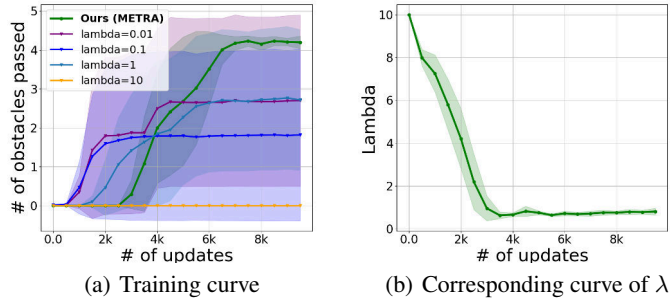 Ours (METRA)
lambda=0.01
lambda=0.1
lambda=1
lambda=10
# of obstacles passed
5
4
3
2
1
0
0.0 2k 4k 6k 8k
# of updates
(a) Training curve
Lambda
10
8
6
4
2
0
0.0 2k 4k 6k 8k
# of updates
(b) Corresponding curve of λ